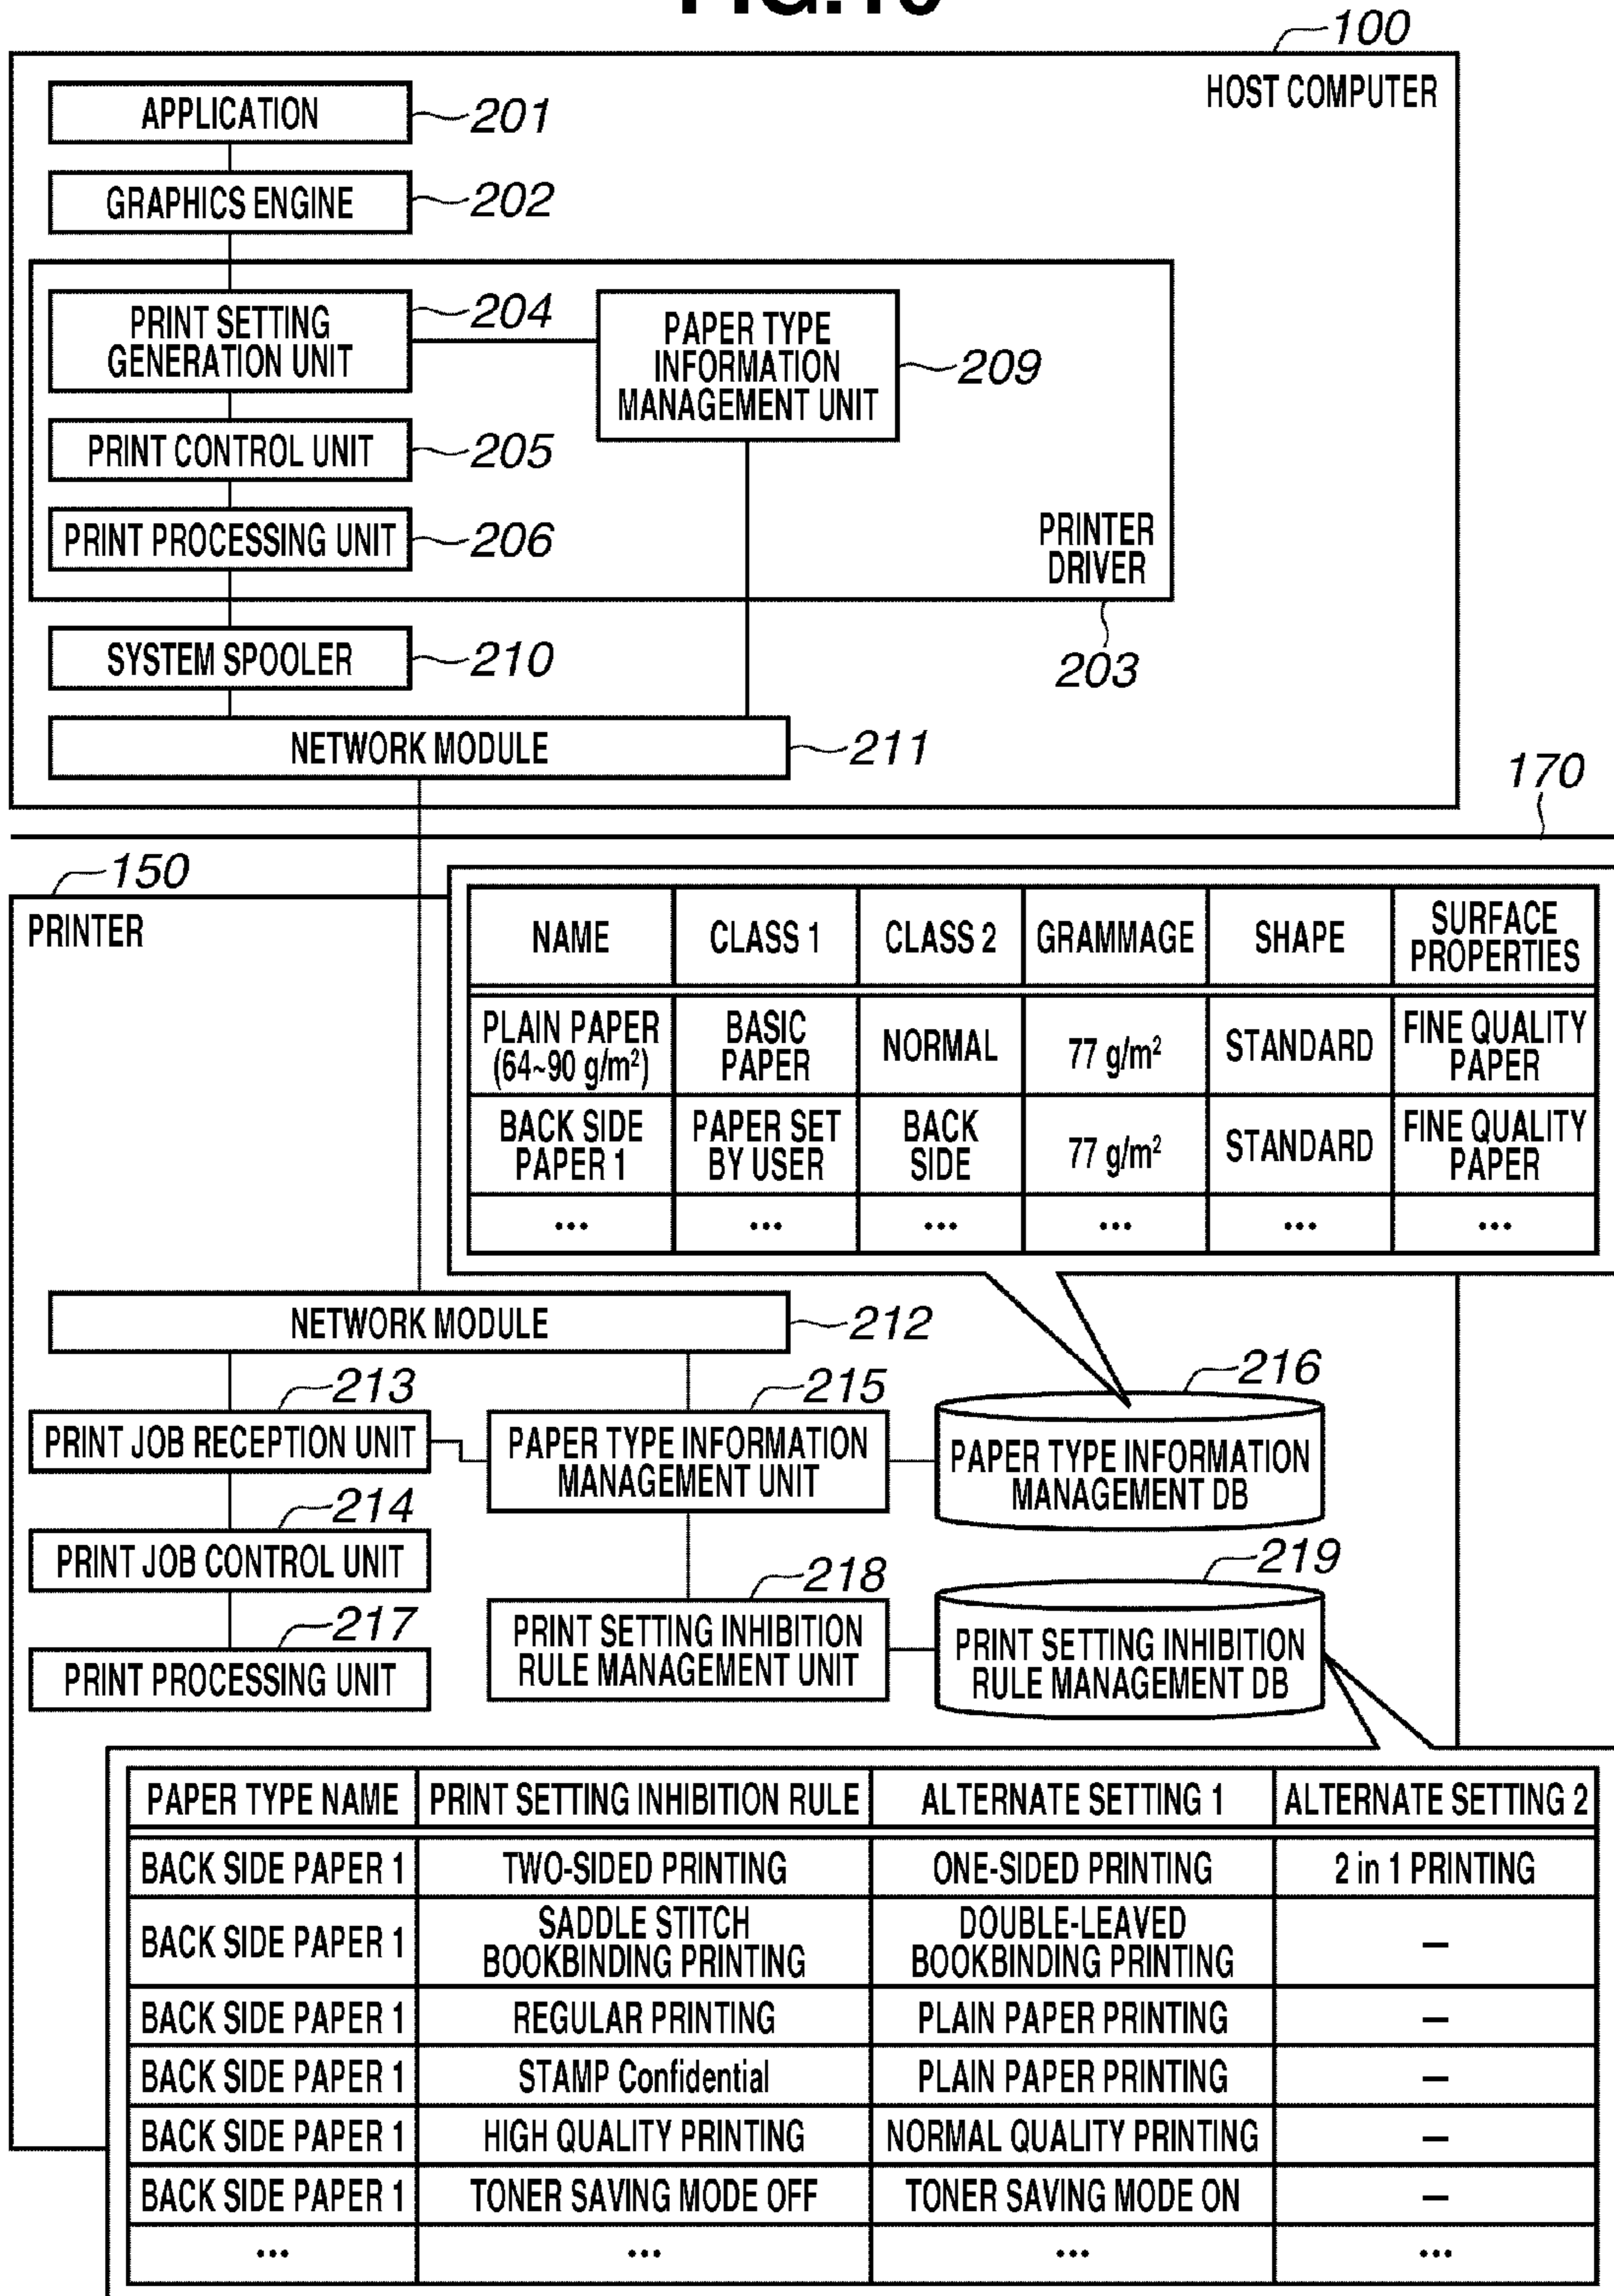 100
HOST COMPUTER
APPLICATION
201
GRAPHICS ENGINE
202
PRINT SETTING
GENERATION UNIT
204
PAPER TYPE
INFORMATION
MANAGEMENT UNIT
209
PRINT CONTROL UNIT
205
PRINT PROCESSING UNIT
206
PRINTER
DRIVER
203
SYSTEM SPOOLER
210
NETWORK MODULE
211
170
150
PRINTER
NAME CLASS 1 CLASS 2 GRAMMAGE SHAPE SURFACE PROPERTIES
PLAIN PAPER (64~90 g/m²) BASIC PAPER NORMAL 77 g/m² STANDARD FINE QUALITY PAPER
BACK SIDE PAPER 1 PAPER SET BY USER BACK SIDE 77 g/m² STANDARD FINE QUALITY PAPER
... ... ... ... ... ...
NETWORK MODULE
212
213
PRINT JOB RECEPTION UNIT
215
PAPER TYPE INFORMATION
MANAGEMENT UNIT
216
PAPER TYPE INFORMATION
MANAGEMENT DB
214
PRINT JOB CONTROL UNIT
217
PRINT PROCESSING UNIT
218
PRINT SETTING INHIBITION
RULE MANAGEMENT UNIT
219
PRINT SETTING INHIBITION
RULE MANAGEMENT DB
PAPER TYPE NAME PRINT SETTING INHIBITION RULE ALTERNATE SETTING 1 ALTERNATE SETTING 2
BACK SIDE PAPER 1 TWO-SIDED PRINTING ONE-SIDED PRINTING 2 in 1 PRINTING
BACK SIDE PAPER 1 SADDLE STITCH BOOKBINDING PRINTING DOUBLE-LEAVED BOOKBINDING PRINTING —
BACK SIDE PAPER 1 REGULAR PRINTING PLAIN PAPER PRINTING —
BACK SIDE PAPER 1 STAMP Confidential PLAIN PAPER PRINTING —
BACK SIDE PAPER 1 HIGH QUALITY PRINTING NORMAL QUALITY PRINTING —
BACK SIDE PAPER 1 TONER SAVING MODE OFF TONER SAVING MODE ON —
... ... ... ...